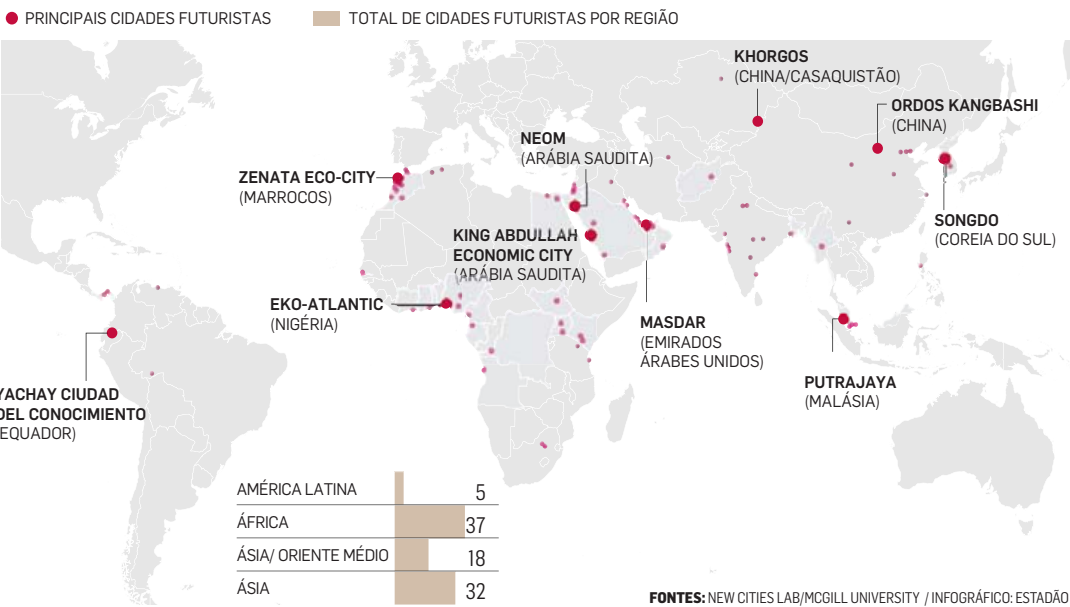 PRINCIPAIS CIDADES FUTURISTAS
TOTAL DE CIDADES FUTURISTAS POR REGIÃO
KHORGOS
(CHINA/CASAQUISTÃO)
ORDOS KANGBASHI
(CHINA)
NEOM
(ARÁBIA SAUDITA)
ZENATA ECO-CITY
(MARROCOS)
SONGDO
(COREIA DO SUL)
KING ABDULLAH
ECONOMIC CITY
(ARÁBIA SAUDITA)
EKO-ATLANTIC
(NIGÉRIA)
MASDAR
(EMIRADOS
ÁRABES UNIDOS)
PUTRAJAYA
(MALÁSIA)
YACHAY CIUDAD
DEL CONOCIMIENTO
(EQUADOR)
AMÉRICA LATINA 5
ÁFRICA 37
ÁSIA/ ORIENTE MÉDIO 18
ÁSIA 32
FONTES: NEW CITIES LAB/MCGILL UNIVERSITY / INFOGRÁFICO: ESTADÃO